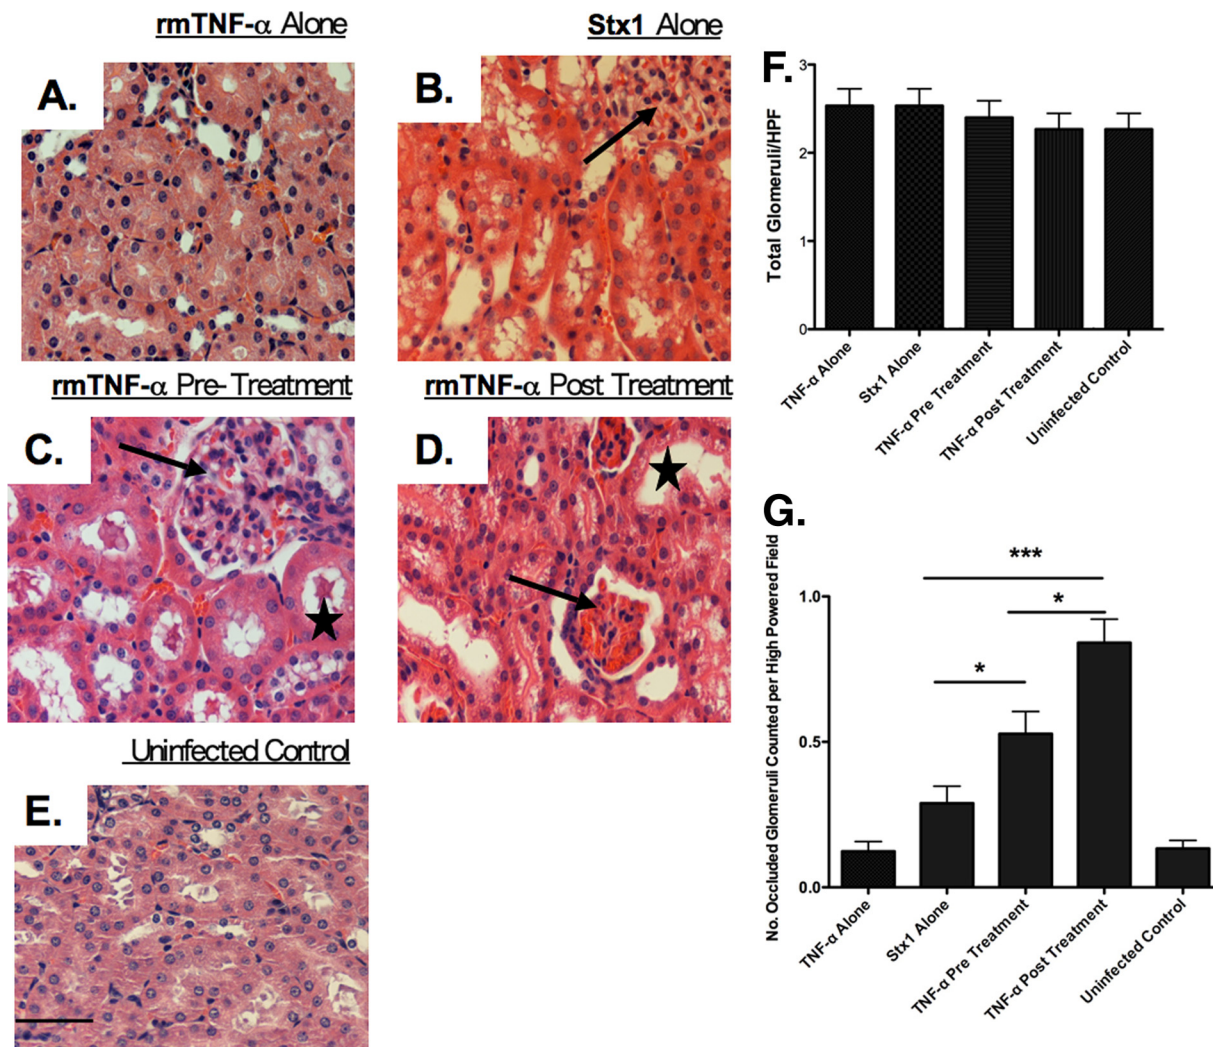 rmTNF-α Alone
A.
Stx1 Alone
B.
rmTNF-α Pre-Treatment
C.
rmTNF-α Post Treatment
D.
Uninfected Control
E.
F.
Total Glomeruli/HPF
3
2
1
0
TNF-α Alone
Stx1 Alone
TNF-α Pre Treatment
TNF-α Post Treatment
Uninfected Control
G.
No. Occluded Glomeruli Counted per High Powered Field
1.0
0.5
0.0
***
*
*
TNF-α Alone
Stx1 Alone
TNF-α Pre Treatment
TNF-α Post Treatment
Uninfected Control